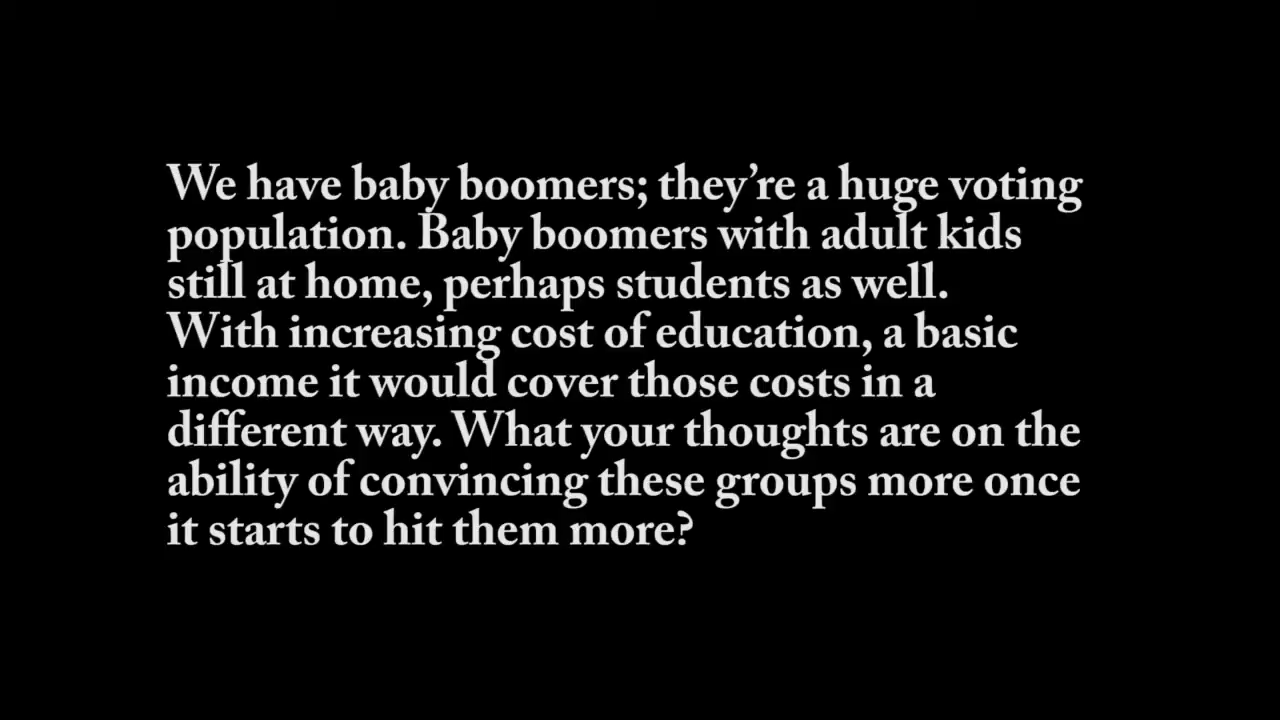 We have baby boomers; they’re a huge voting
population. Baby boomers with adult kids
still at home, perhaps students as well.
With increasing cost of education, a basic
income it would cover those costs in a
different way. What your thoughts are on the
ability of convincing these groups more once
it starts to hit them more?